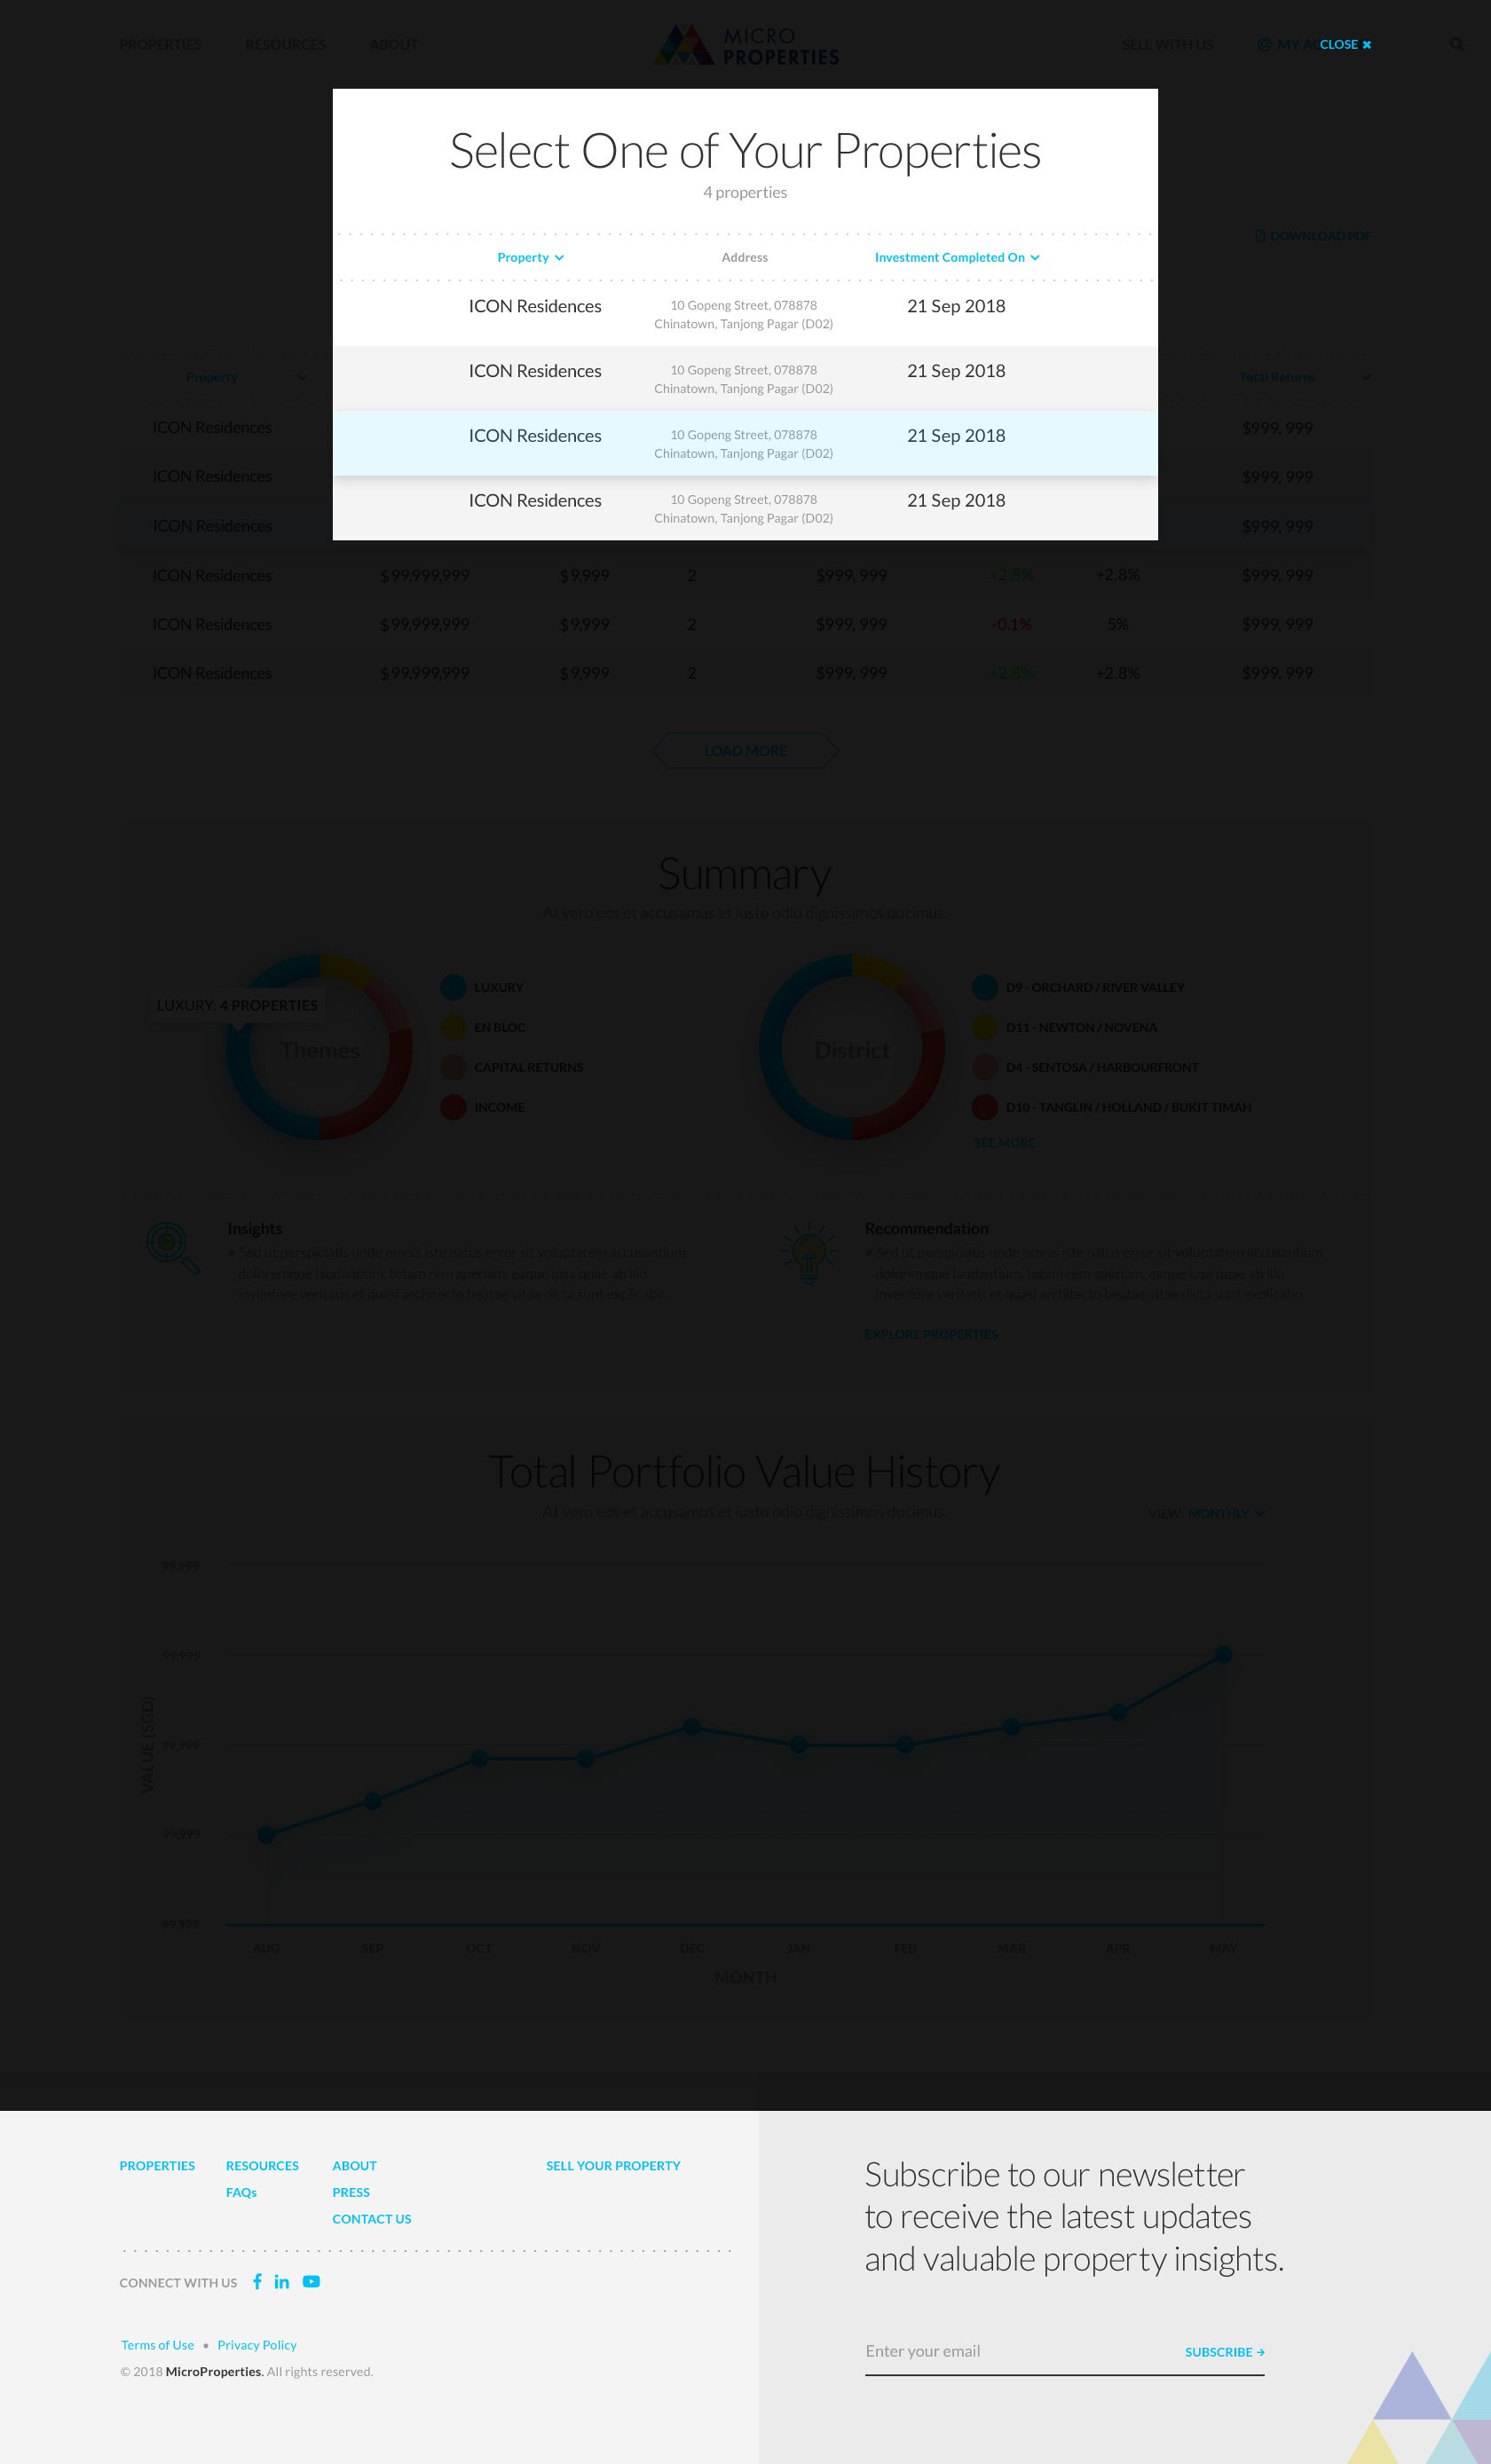 PROPERTIES RESOURCES ABOUT MICRO PROPERTIES SELL WITH US MY AC CLOSE
Select One of Your Properties
4 properties
DOWNLOAD PDF
Property Address Investment Completed On
ICON Residences 10 Gopeng Street, 078878 21 Sep 2018
Chinatown, Tanjong Pagar (D02)
ICON Residences 10 Gopeng Street, 078878 21 Sep 2018
Chinatown, Tanjong Pagar (D02)
ICON Residences 10 Gopeng Street, 078878 21 Sep 2018
Chinatown, Tanjong Pagar (D02)
ICON Residences 10 Gopeng Street, 078878 21 Sep 2018
Chinatown, Tanjong Pagar (D02)
Property Total Returns
ICON Residences $999, 999
ICON Residences $999, 999
ICON Residences $999, 999
ICON Residences $ 99,999,999 $ 9,999 2 $999, 999 +2.8% +2.8% $999, 999
ICON Residences $ 99,999,999 $ 9,999 2 $999, 999 -0.1% 5% $999, 999
ICON Residences $ 99,999,999 $ 9,999 2 $999, 999 +2.8% +2.8% $999, 999
LOAD MORE
Summary
At vero eos et accusamus et iusto odio dignissimos ducimus.
LUXURY: 4 PROPERTIES
Themes
LUXURY
EN BLOC
CAPITAL RETURNS
INCOME
District
D9 - ORCHARD / RIVER VALLEY
D11 - NEWTON / NOVENA
D4 - SENTOSA / HARBOURFRONT
D10 - TANGLIN / HOLLAND / BUKIT TIMAH
SEE MORE
Insights
• Sed ut perspiciatis unde omnis iste natus error sit voluptatem accusantium
doloremque laudantium, totam rem aperiam, eaque ipsa quae ab illo
inventore veritatis et quasi architecto beatae vitae dicta sunt explicabo.
Recommendation
• Sed ut perspiciatis unde omnis iste natus error sit voluptatem accusantium
doloremque laudantium, totam rem aperiam, eaque ipsa quae ab illo
inventore veritatis et quasi architecto beatae vitae dicta sunt explicabo.
EXPLORE PROPERTIES
Total Portfolio Value History
At vero eos et accusamus et iusto odio dignissimos ducimus.
VIEW: MONTHLY
VALUE (SGD)
99,999
99,999
99,999
99,999
99,999
AUG SEP OCT NOV DEC JAN FEB MAR APR MAY
MONTH
PROPERTIES RESOURCES ABOUT SELL YOUR PROPERTY
FAQs PRESS
CONTACT US
CONNECT WITH US
Terms of Use • Privacy Policy
© 2018 MicroProperties. All rights reserved.
Subscribe to our newsletter
to receive the latest updates
and valuable property insights.
Enter your email SUBSCRIBE